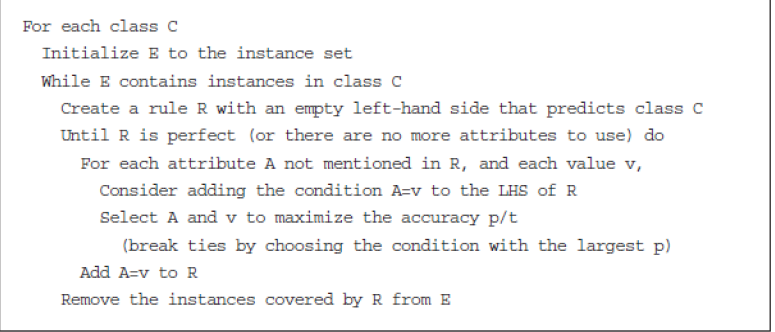 For each class C
Initialize E to the instance set
While E contains instances in class C
Create a rule R with an empty left-hand side that predicts class C
Until R is perfect (or there are no more attributes to use) do
For each attribute A not mentioned in R, and each value v,
Consider adding the condition A=v to the LHS of R
Select A and v to maximize the accuracy p/t
(break ties by choosing the condition with the largest p)
Add A=v to R
Remove the instances covered by R from E